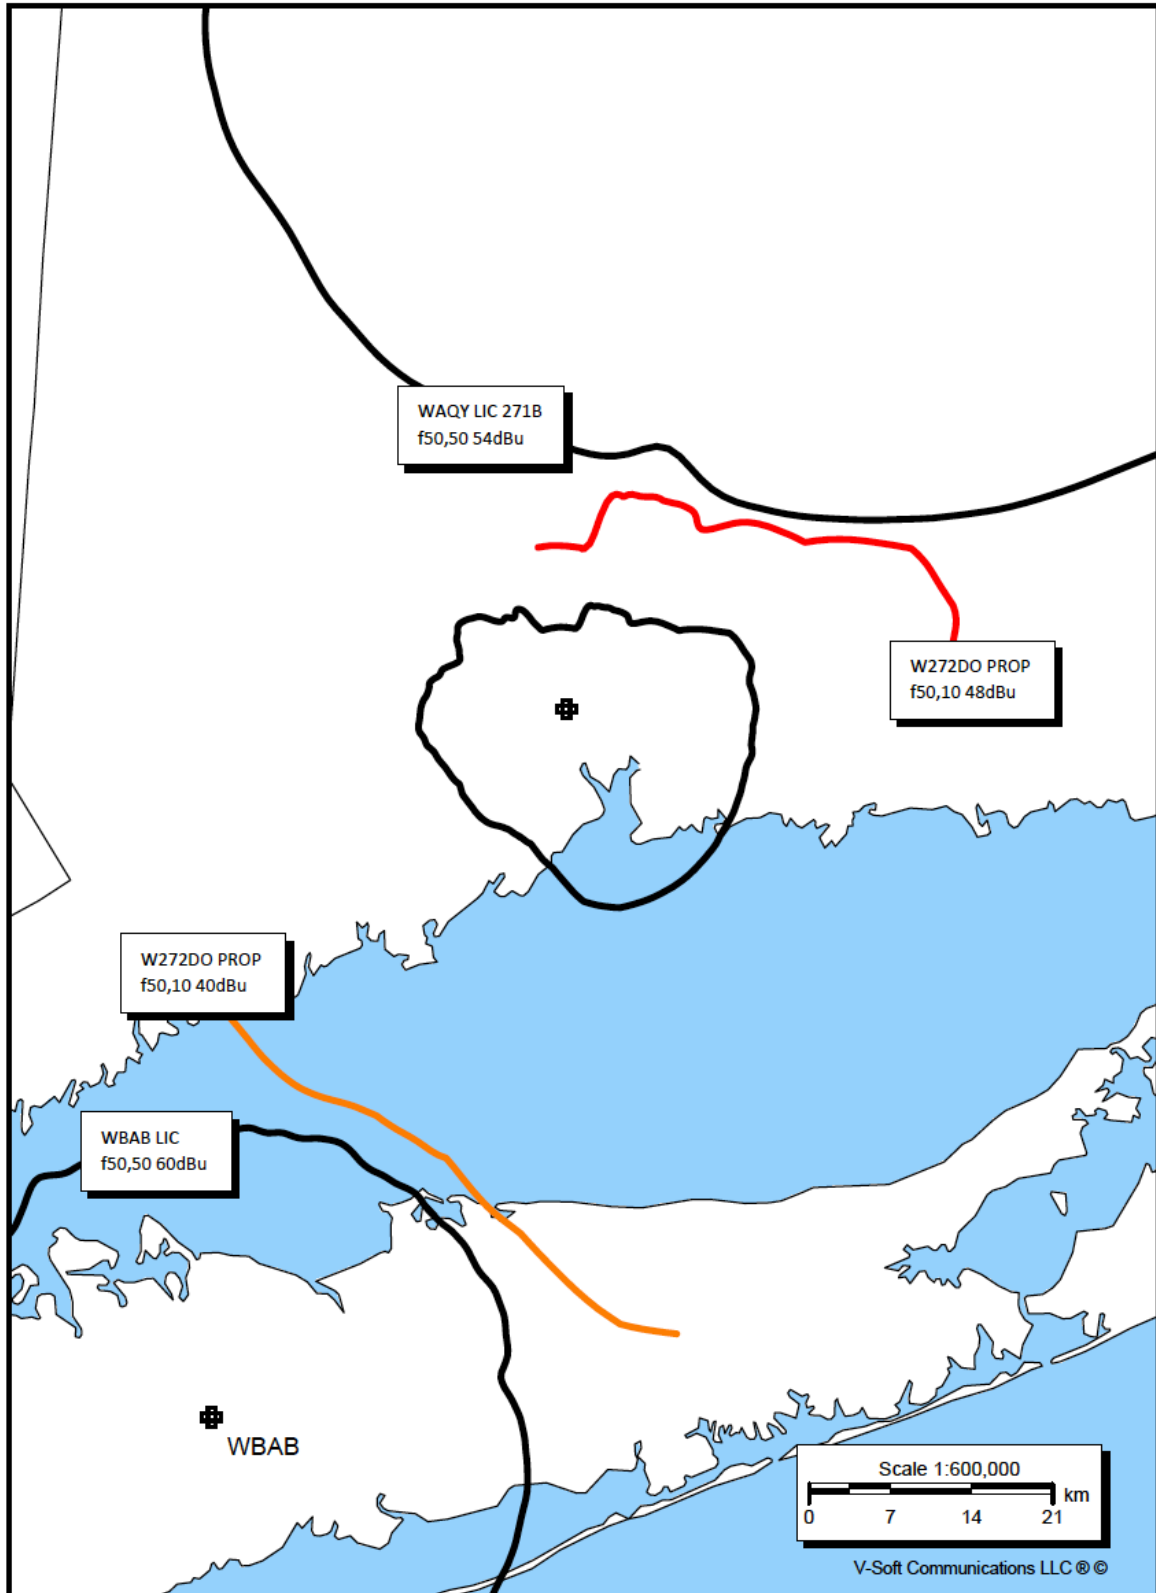 WAQY LIC 271B
f50,50 54dBu
W272DO PROP
f50,10 48dBu
W272DO PROP
f50,10 40dBu
WBAB LIC
f50,50 60dBu
WBAB
Scale 1:600,000
km
0 7 14 21
V-Soft Communications LLC ® ©